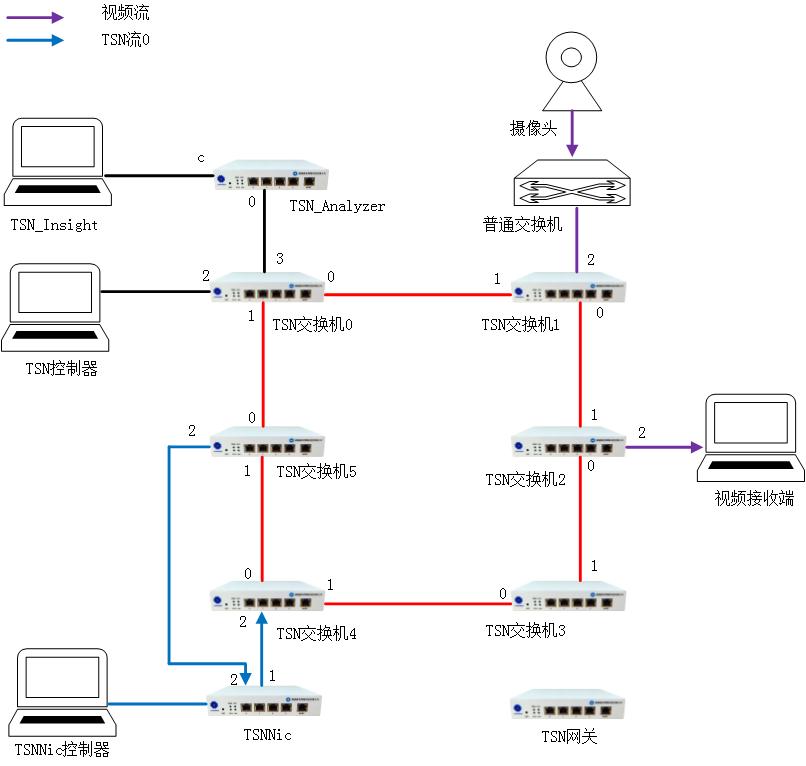 视频流
TSN流0
摄像头
c
0
TSN_Analyzer
TSN_Insight
普通交换机
2
3
0
1
2
1
TSN交换机0
TSN交换机1
0
TSN控制器
2
0
1
2
1
TSN交换机5
TSN交换机2
0
视频接收端
0
1
0
1
2
TSN交换机4
TSN交换机3
2
1
TSNNic控制器
TSNNic
TSN网关